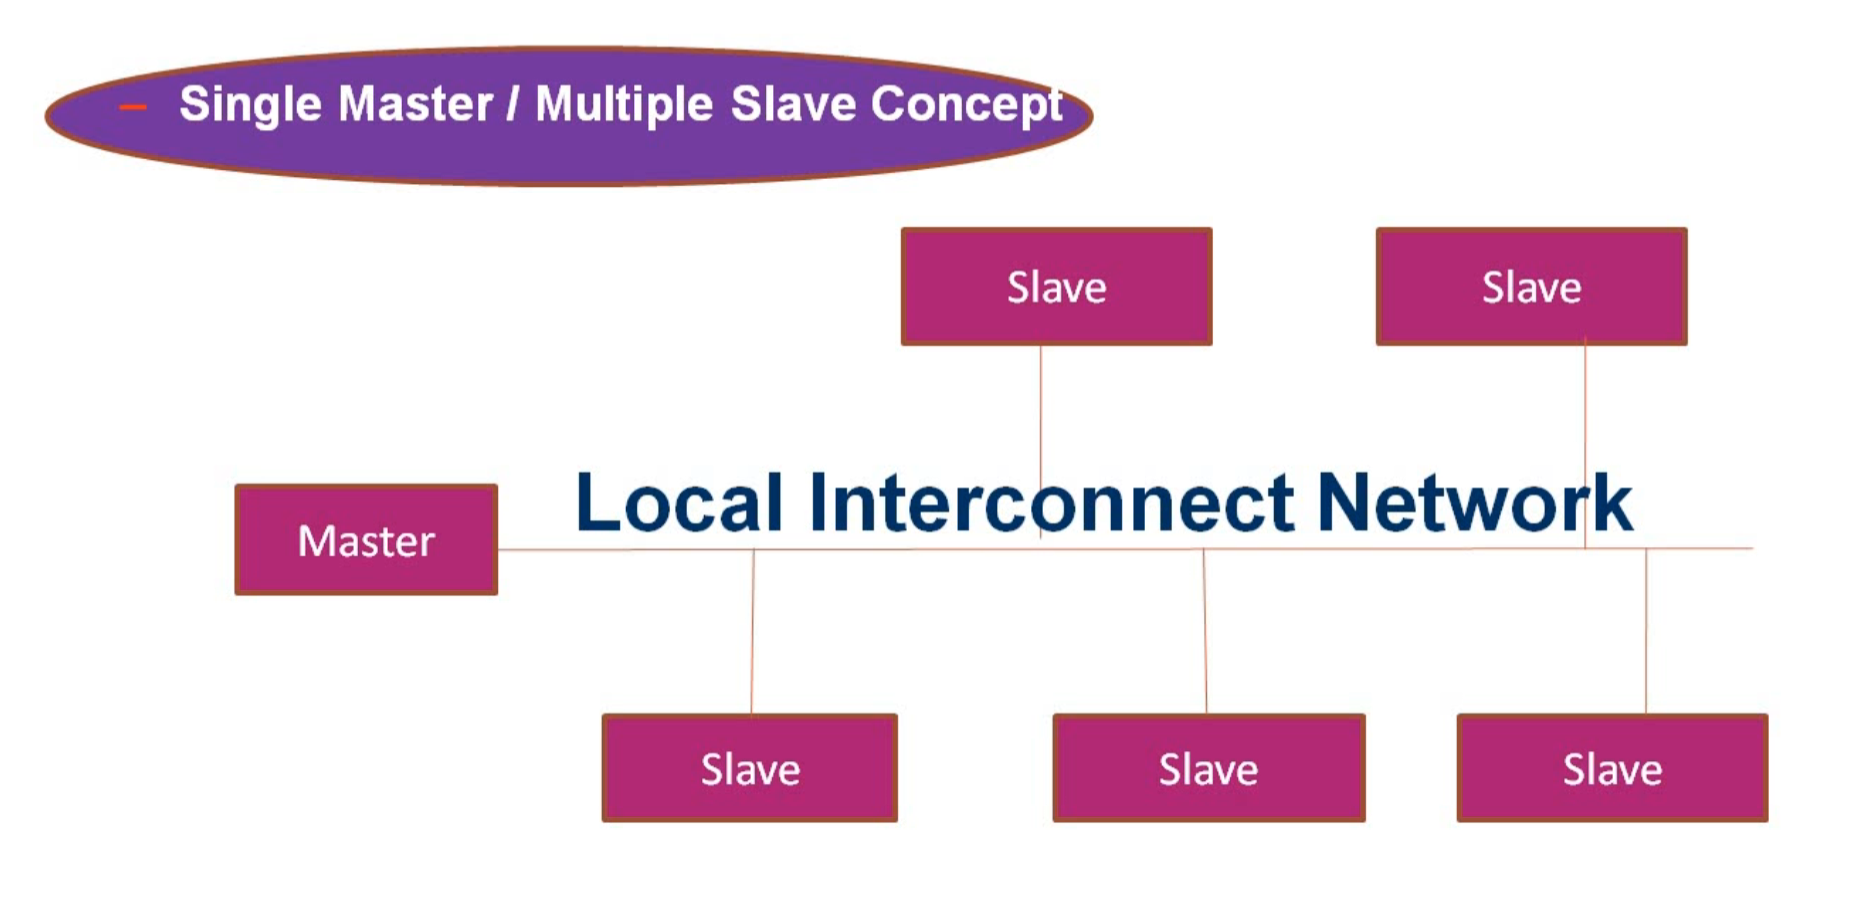 – Single Master / Multiple Slave Concept
Slave
Slave
Local Interconnect Network
Master
Slave
Slave
Slave